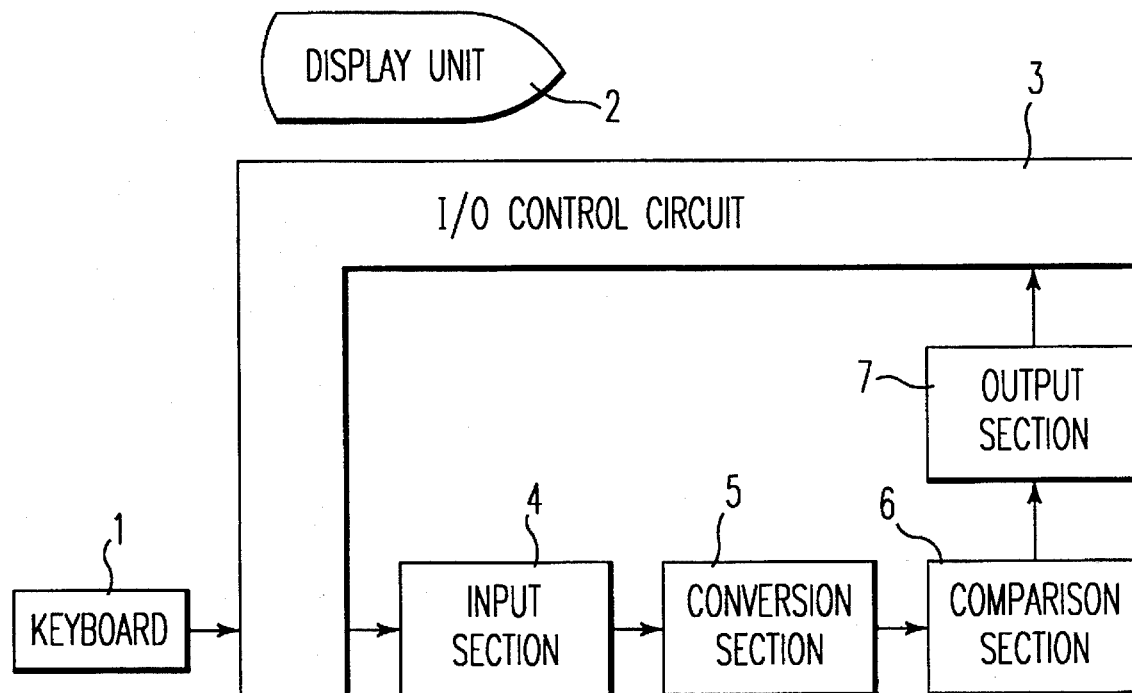 DISPLAY UNIT
2
3
I/O CONTROL CIRCUIT
7
OUTPUT
SECTION
1
KEYBOARD
4
INPUT
SECTION
5
CONVERSION
SECTION
6
COMPARISON
SECTION